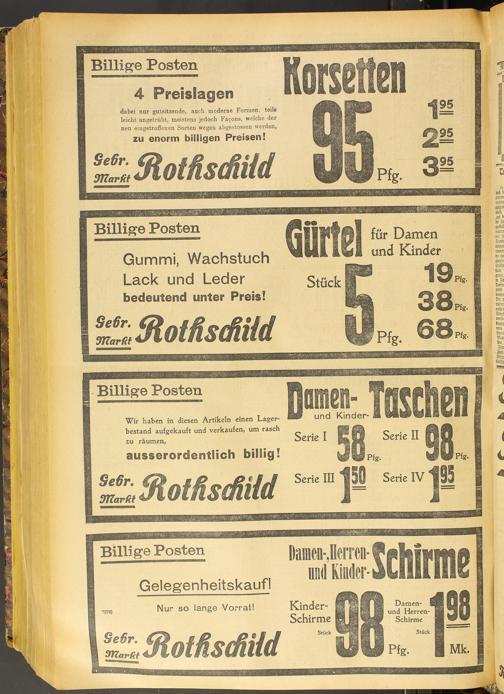 Billige Posten
4 Preislagen
dabei nur gutsitzende, auch moderne Formen, teils
leicht angetrübt, meistens jedoch Façons, welche der
neu eingetroffenen Sorten wegen abgestossen werden,
zu enorm billigen Preisen!
Gebr.
Markt Rothschild
Korsetten
95 Pfg.
1 95
2 95
3 95
Billige Posten
Gummi, Wachstuch
Lack und Leder
bedeutend unter Preis!
Gebr.
Markt Rothschild
Gürtel für Damen
und Kinder
Stück 5 Pfg.
19 Pfg.
38 Pfg.
68 Pfg.
Billige Posten
Wir haben in diesen Artikeln einen Lager-
bestand aufgekauft und verkaufen, um rasch
zu räumen,
ausserordentlich billig!
Gebr.
Markt Rothschild
Damen- Taschen
und Kinder-
Serie I 58 Pfg. Serie II 98 Pfg.
Serie III 1 50 Serie IV 1 95
Billige Posten
Gelegenheitskauf!
Nur so lange Vorrat!
Gebr.
Markt Rothschild
Damen-, Herren-
und Kinder- Schirme
Kinder-
Schirme
Stück 98 Pfg.
Damen-
und Herren-
Schirme
Stück 1 98 Mk.